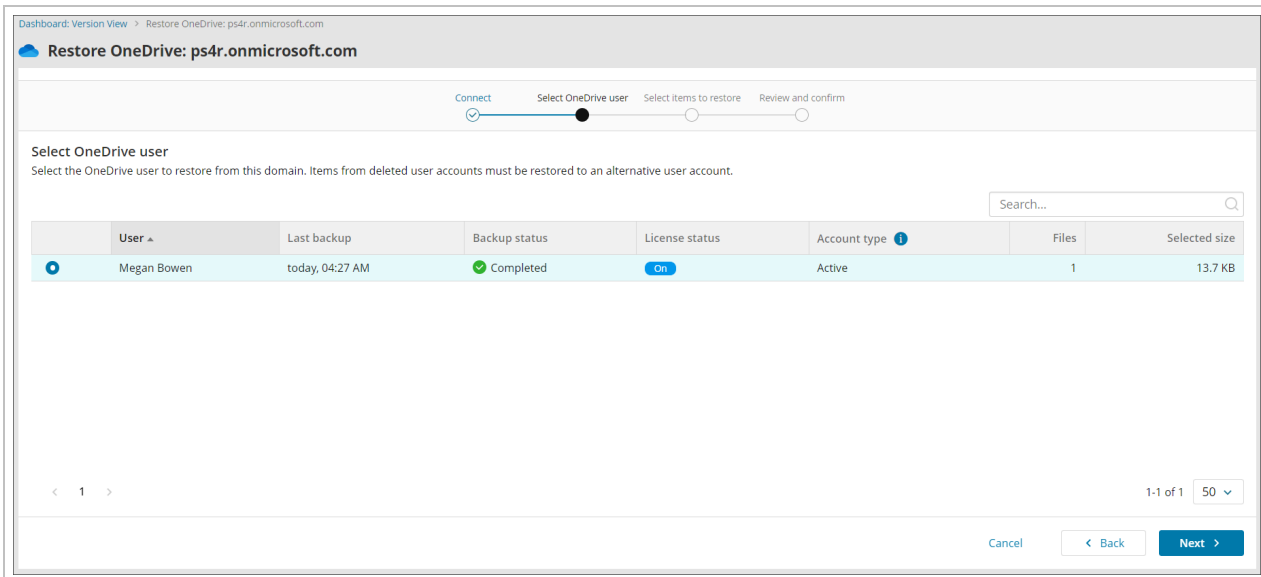 Dashboard: Version View > Restore OneDrive: ps4r.onmicrosoft.com
Restore OneDrive: ps4r.onmicrosoft.com
Connect Select OneDrive user Select items to restore Review and confirm
Select OneDrive user
Select the OneDrive user to restore from this domain. Items from deleted user accounts must be restored to an alternative user account.
Search...
User Last backup Backup status License status Account type Files Selected size
Megan Bowen today, 04:27 AM Completed On Active 1 13.7 KB
< 1 > 1-1 of 1 50
Cancel < Back Next >